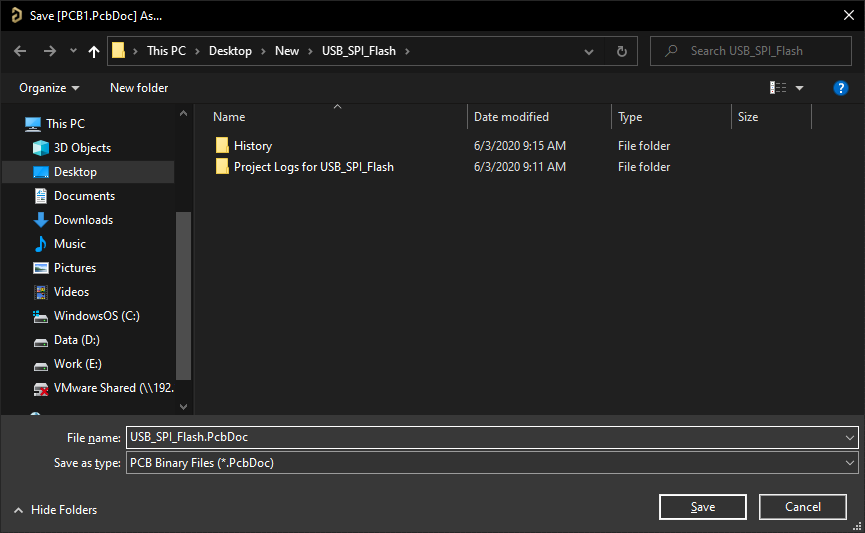 Save [PCB1.PcbDoc] As...
This PC > Desktop > New > USB_SPI_Flash >
Search USB_SPI_Flash
Organize
New folder
Name
Date modified
Type
Size
This PC
3D Objects
Desktop
Documents
Downloads
Music
Pictures
Videos
WindowsOS (C:)
Data (D:)
Work (E:)
VMware Shared (\\192.
History 6/3/2020 9:15 AM File folder
Project Logs for USB_SPI_Flash 6/3/2020 9:11 AM File folder
File name: USB_SPI_Flash.PcbDoc
Save as type: PCB Binary Files (*.PcbDoc)
Hide Folders
Save
Cancel